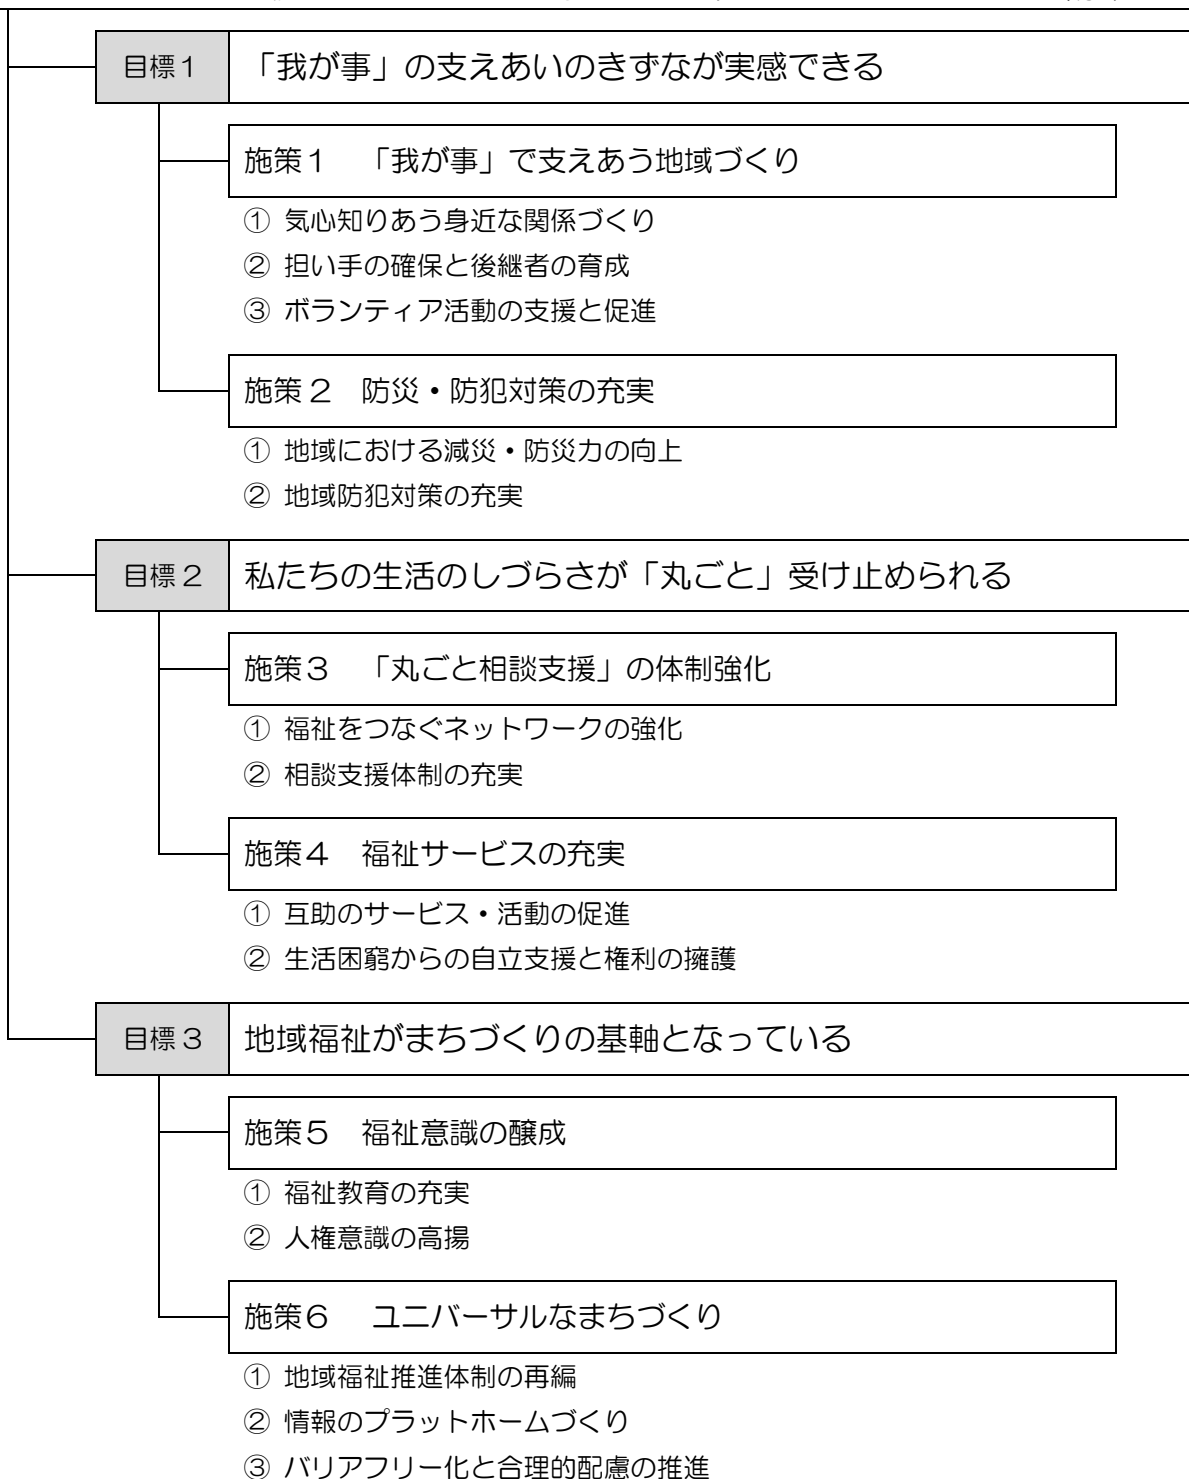 目標１ 「我が事」の支えあいのきずなが実感できる
施策１ 「我が事」で支えあう地域づくり
① 気心知りあう身近な関係づくり
② 担い手の確保と後継者の育成
③ ボランティア活動の支援と促進
施策２ 防災・防犯対策の充実
① 地域における減災・防災力の向上
② 地域防犯対策の充実
目標２ 私たちの生活のしづらさが「丸ごと」受け止められる
施策３ 「丸ごと相談支援」の体制強化
① 福祉をつなぐネットワークの強化
② 相談支援体制の充実
施策４ 福祉サービスの充実
① 互助のサービス・活動の促進
② 生活困窮からの自立支援と権利の擁護
目標３ 地域福祉がまちづくりの基軸となっている
施策５ 福祉意識の醸成
① 福祉教育の充実
② 人権意識の高揚
施策６ ユニバーサルなまちづくり
① 地域福祉推進体制の再編
② 情報のプラットホームづくり
③ バリアフリー化と合理的配慮の推進